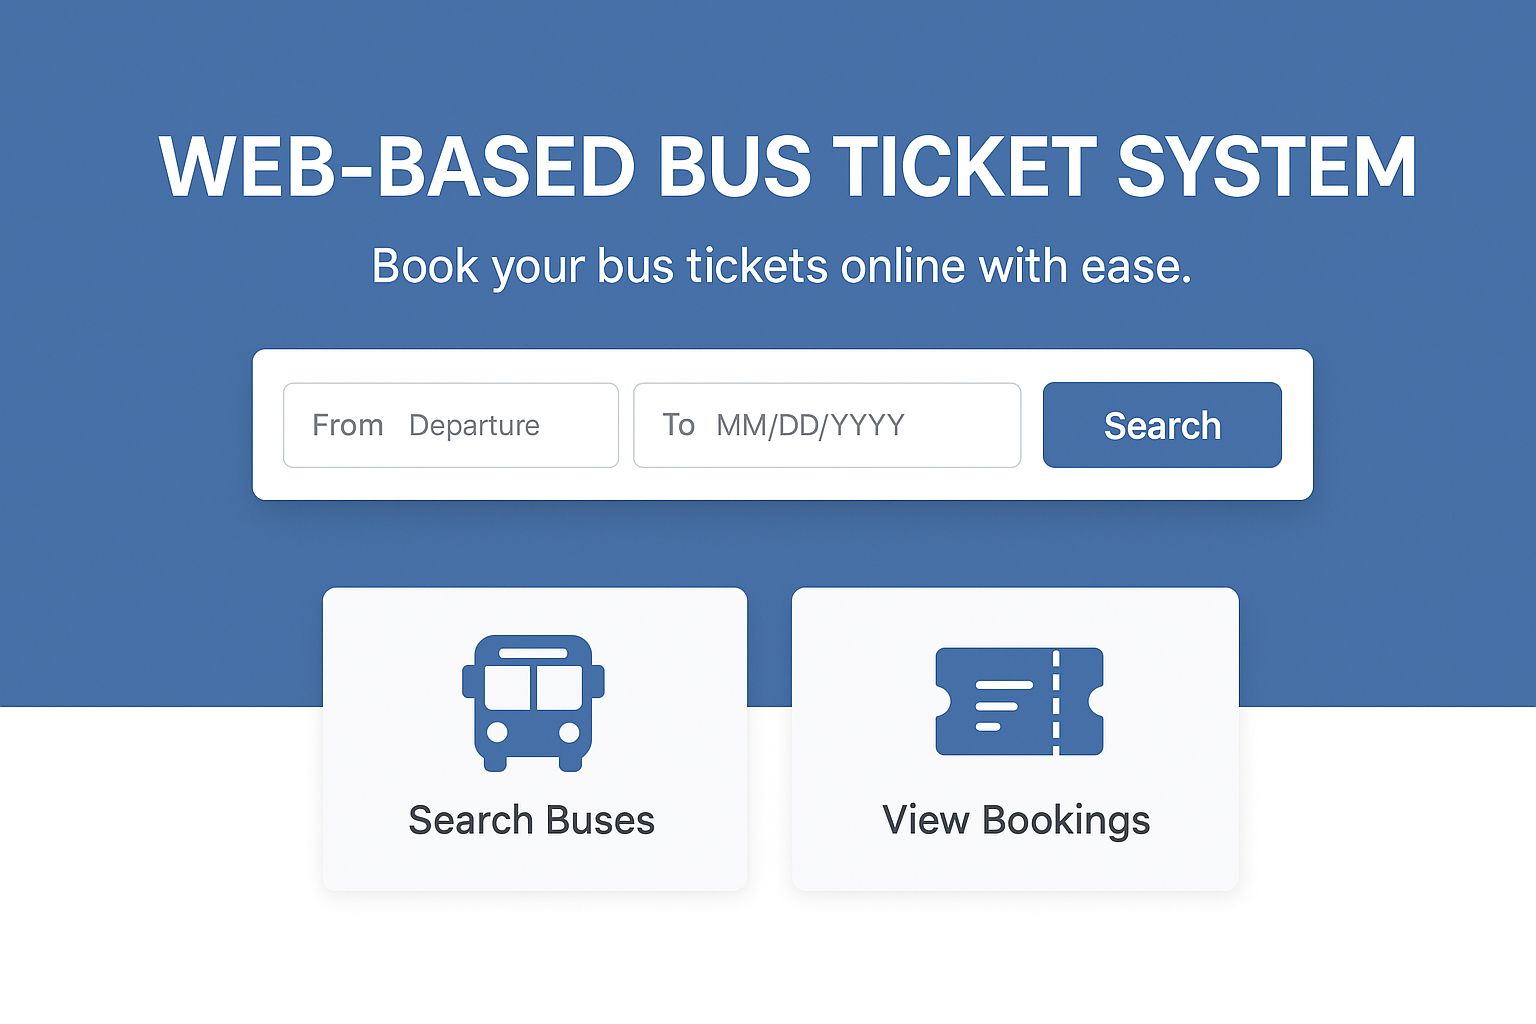 WEB-BASED BUS TICKET SYSTEM
Book your bus tickets online with ease.
From Departure To MM/DD/YYYY Search
Search Buses
View Bookings